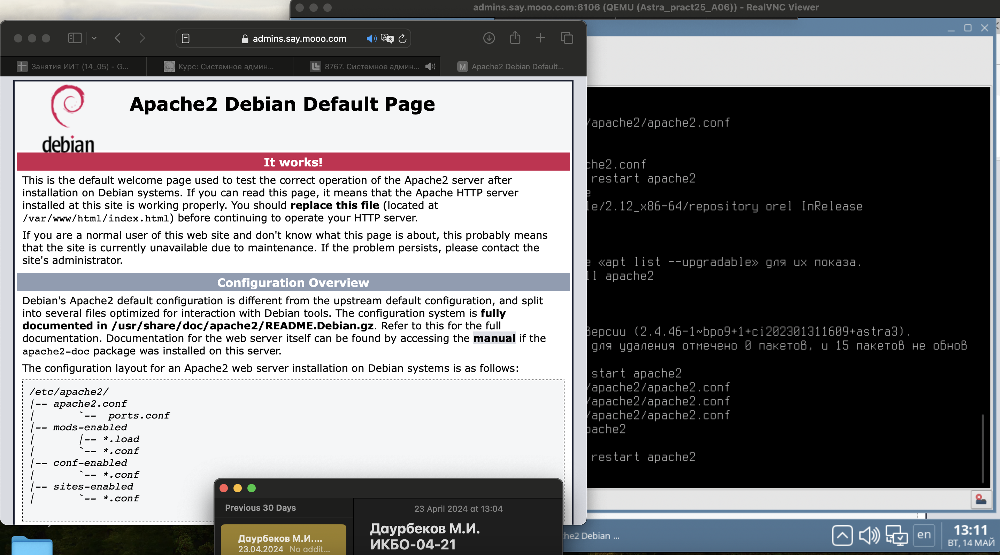 admins.say.mooo.com:6106 (QEMU (Astra_pract25_A06)) - RealVNC Viewer
admins.say.mooo.com
Занятия ИИТ (14_05) - G...
Курс: Системное админ...
8767. Системное админ...
Apache2 Debian Default...
debian
Apache2 Debian Default Page
It works!
This is the default welcome page used to test the correct operation of the Apache2 server after
installation on Debian systems. If you can read this page, it means that the Apache HTTP server
installed at this site is working properly. You should replace this file (located at
/var/www/html/index.html) before continuing to operate your HTTP server.
If you are a normal user of this web site and don't know what this page is about, this probably means
that the site is currently unavailable due to maintenance. If the problem persists, please contact the
site's administrator.
Configuration Overview
Debian's Apache2 default configuration is different from the upstream default configuration, and split
into several files optimized for interaction with Debian tools. The configuration system is fully
documented in /usr/share/doc/apache2/README.Debian.gz. Refer to this for the full
documentation. Documentation for the web server itself can be found by accessing the manual if the
apache2-doc package was installed on this server.
The configuration layout for an Apache2 web server installation on Debian systems is as follows:
/etc/apache2/
|-- apache2.conf
|       `--  ports.conf
|-- mods-enabled
|       |-- *.load
|       `-- *.conf
|-- conf-enabled
|       `-- *.conf
|-- sites-enabled
|       `-- *.conf
/apache2/apache2.conf
che2.conf
restart apache2
e
le/2.12_x86-64/repository orel InRelease
е «apt list --upgradable» для их показа.
ll apache2
версии (2.4.46-1~bpo9+1+ci202301311609+astra3).
для удаления отмечено 0 пакетов, и 15 пакетов не обнов
start apache2
/apache2/apache2.conf
/apache2/apache2.conf
/apache2/apache2.conf
pache2
restart apache2
Previous 30 Days
Даурбеков М.И....
23.04.2024 No addit...
23 April 2024 at 13:04
Даурбеков М.И.
ИКБО-04-21
he2 Debian ...
en
13:11
ВТ, 14 МАЙ